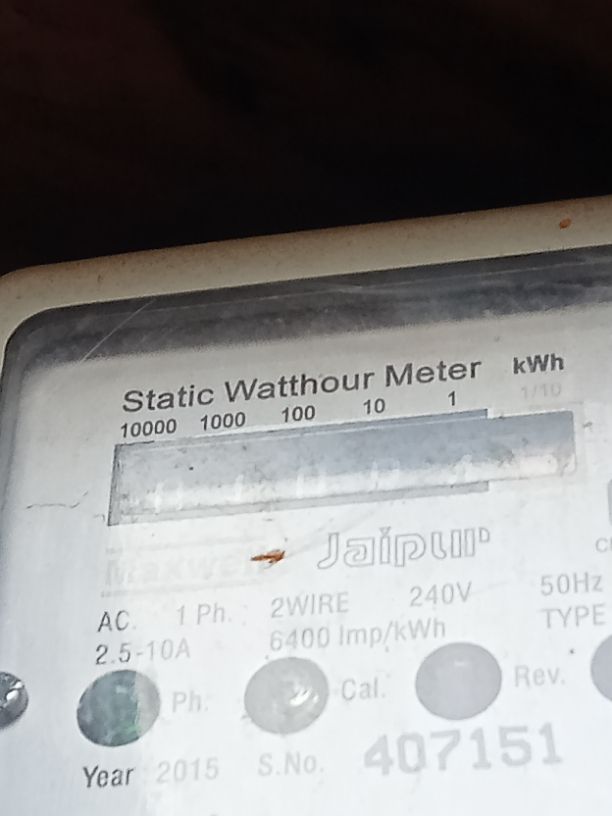 Static Watthour Meter kWh
10000 1000 100 10 1 1/10
Jaipur
AC. 1 Ph. 2WIRE 240V 50Hz
2.5-10A 6400 Imp/kWh TYPE
Ph. Cal. Rev.
Year 2015 S.No. 407151